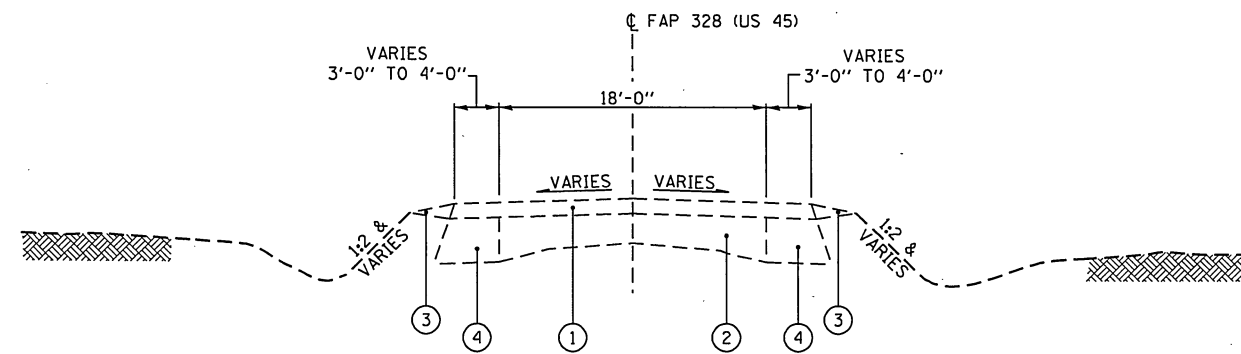 ℄ FAP 328 (US 45)
VARIES
3'-0" TO 4'-0"
VARIES
3'-0" TO 4'-0"
18'-0"
VARIES
VARIES
1:2 &
VARIES
1:2 &
VARIES
3
4
1
2
4
3